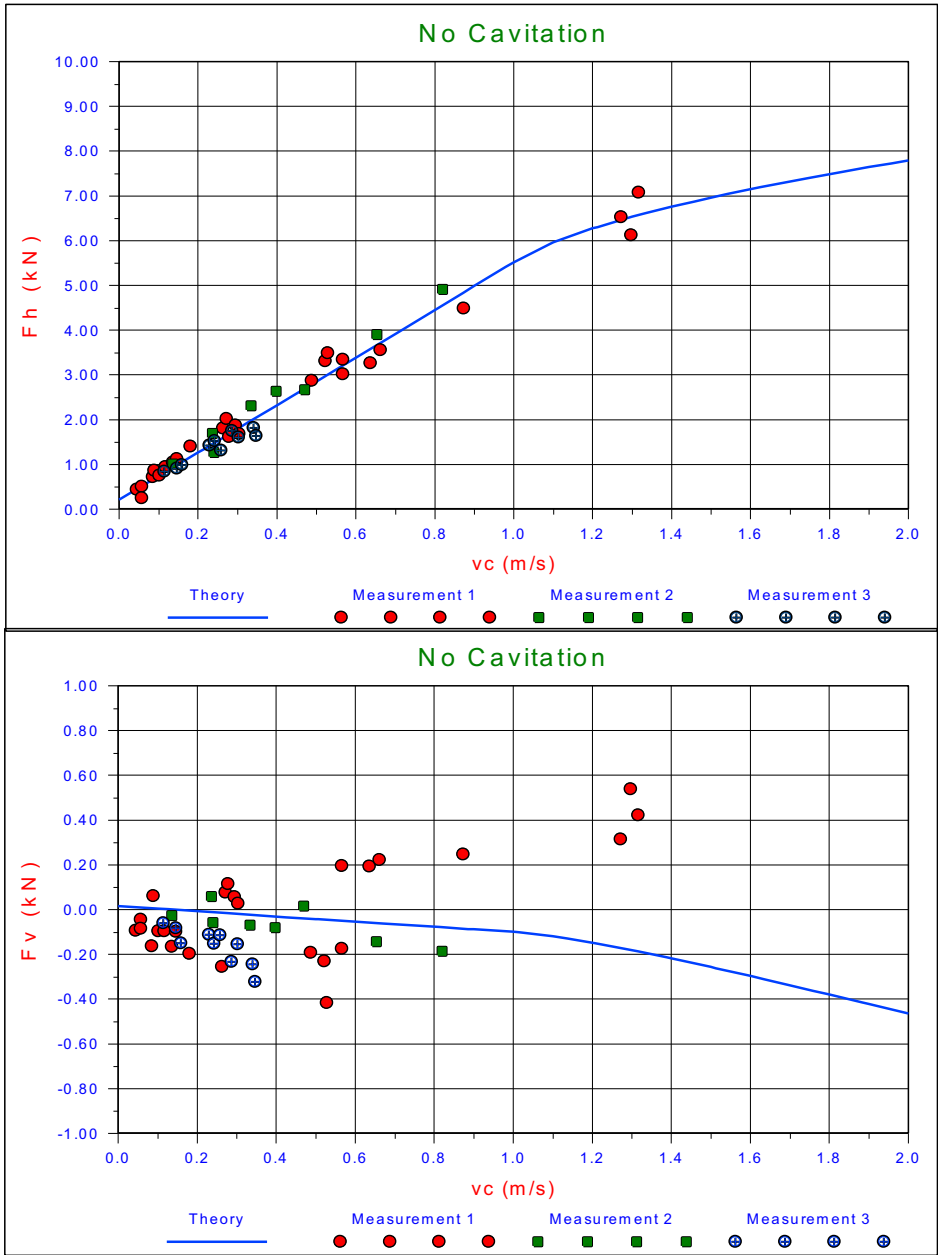 No Cavitation
10.00
9.00
8.00
7.00
6.00
5.00
4.00
3.00
2.00
1.00
0.00
Fh (kN)
0.0 0.2 0.4 0.6 0.8 1.0 1.2 1.4 1.6 1.8 2.0
vc (m/s)
Theory Measurement 1 Measurement 2 Measurement 3
No Cavitation
1.00
0.80
0.60
0.40
0.20
0.00
-0.20
-0.40
-0.60
-0.80
-1.00
Fv (kN)
0.0 0.2 0.4 0.6 0.8 1.0 1.2 1.4 1.6 1.8 2.0
vc (m/s)
Theory Measurement 1 Measurement 2 Measurement 3